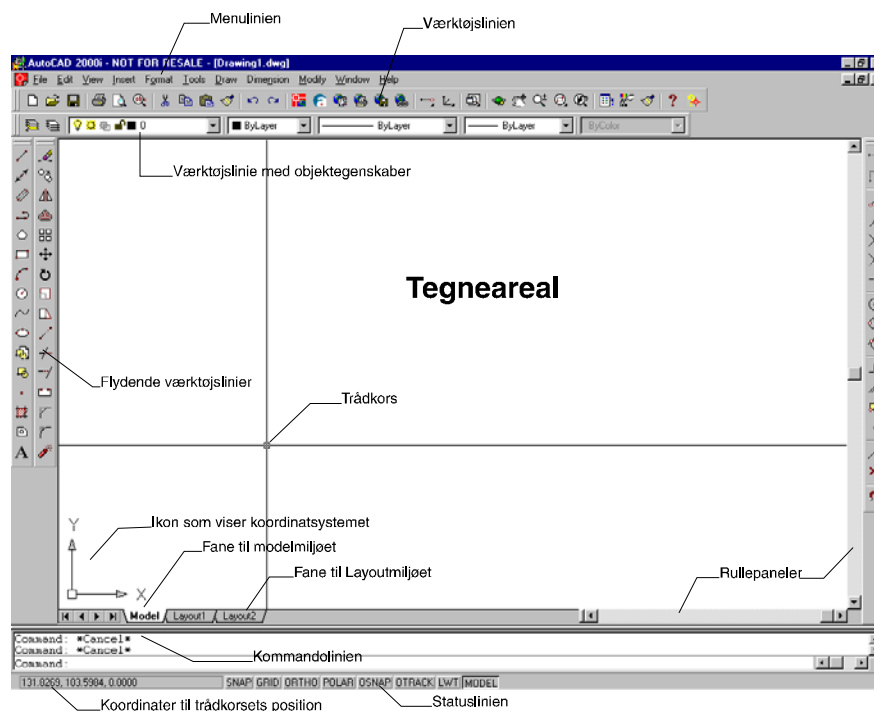 Menulinien
Værktøjslinien
AutoCAD 2000i - NOT FOR RESALE - [Drawing1.dwg]
File Edit View Insert Format Tools Draw Dimension Modify Window Help
0 ByLayer ByLayer ByLayer ByColor
Værktøjslinie med objektegenskaber
Tegneareal
Flydende værktøjslinier
Trådkors
Y
Ikon som viser koordinatsystemet
Fane til modelmiljøet
Fane til Layoutmiljøet
Rullepaneler
X
Model Layout1 Layout2
Command: *Cancel*
Command: *Cancel*
Kommandolinien
Command:
131.8269, 103.5984, 0.0000 SNAP GRID ORTHO POLAR OSNAP OTRACK LWT MODEL
Koordinater til trådkorsets position
Statuslinien